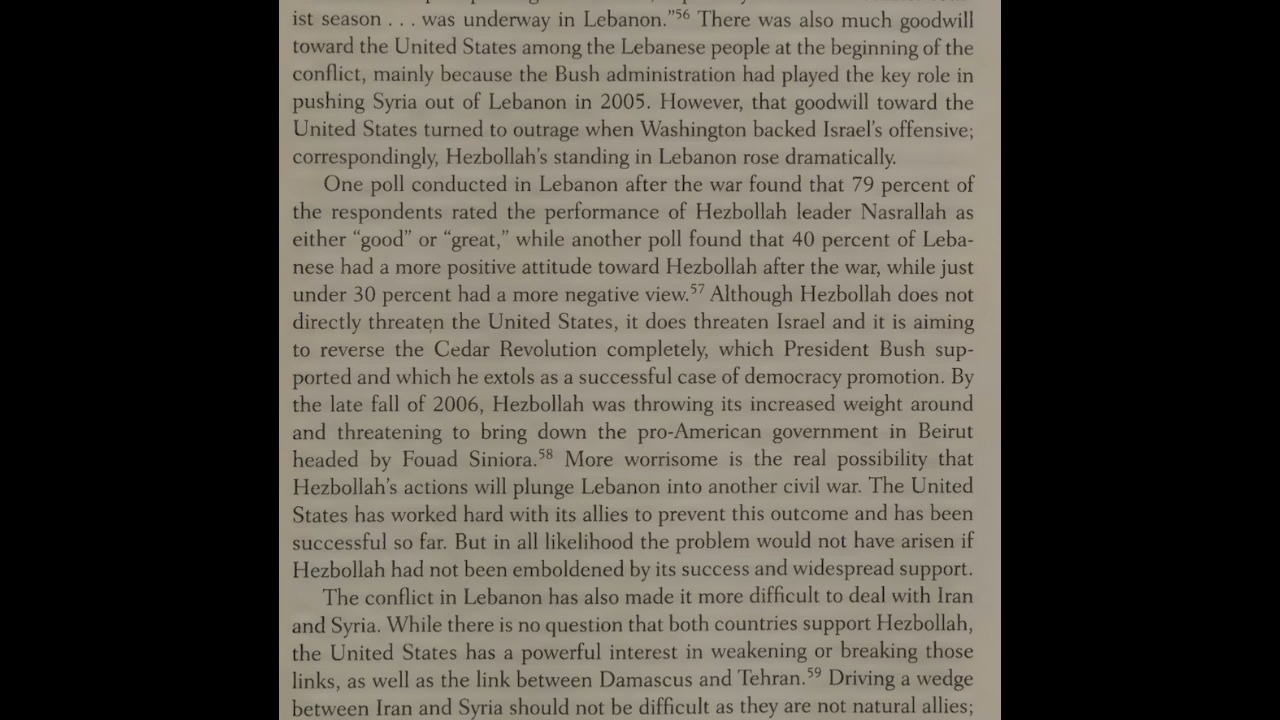 ist season . . . was underway in Lebanon."56 There was also much goodwill
toward the United States among the Lebanese people at the beginning of the
conflict, mainly because the Bush administration had played the key role in
pushing Syria out of Lebanon in 2005. However, that goodwill toward the
United States turned to outrage when Washington backed Israel's offensive;
correspondingly, Hezbollah's standing in Lebanon rose dramatically.
One poll conducted in Lebanon after the war found that 79 percent of
the respondents rated the performance of Hezbollah leader Nasrallah as
either "good" or "great," while another poll found that 40 percent of Leba-
nese had a more positive attitude toward Hezbollah after the war, while just
under 30 percent had a more negative view.57 Although Hezbollah does not
directly threaten the United States, it does threaten Israel and it is aiming
to reverse the Cedar Revolution completely, which President Bush sup-
ported and which he extols as a successful case of democracy promotion. By
the late fall of 2006, Hezbollah was throwing its increased weight around
and threatening to bring down the pro-American government in Beirut
headed by Fouad Siniora.58 More worrisome is the real possibility that
Hezbollah's actions will plunge Lebanon into another civil war. The United
States has worked hard with its allies to prevent this outcome and has been
successful so far. But in all likelihood the problem would not have arisen if
Hezbollah had not been emboldened by its success and widespread support.
The conflict in Lebanon has also made it more difficult to deal with Iran
and Syria. While there is no question that both countries support Hezbollah,
the United States has a powerful interest in weakening or breaking those
links, as well as the link between Damascus and Tehran.59 Driving a wedge
between Iran and Syria should not be difficult as they are not natural allies;